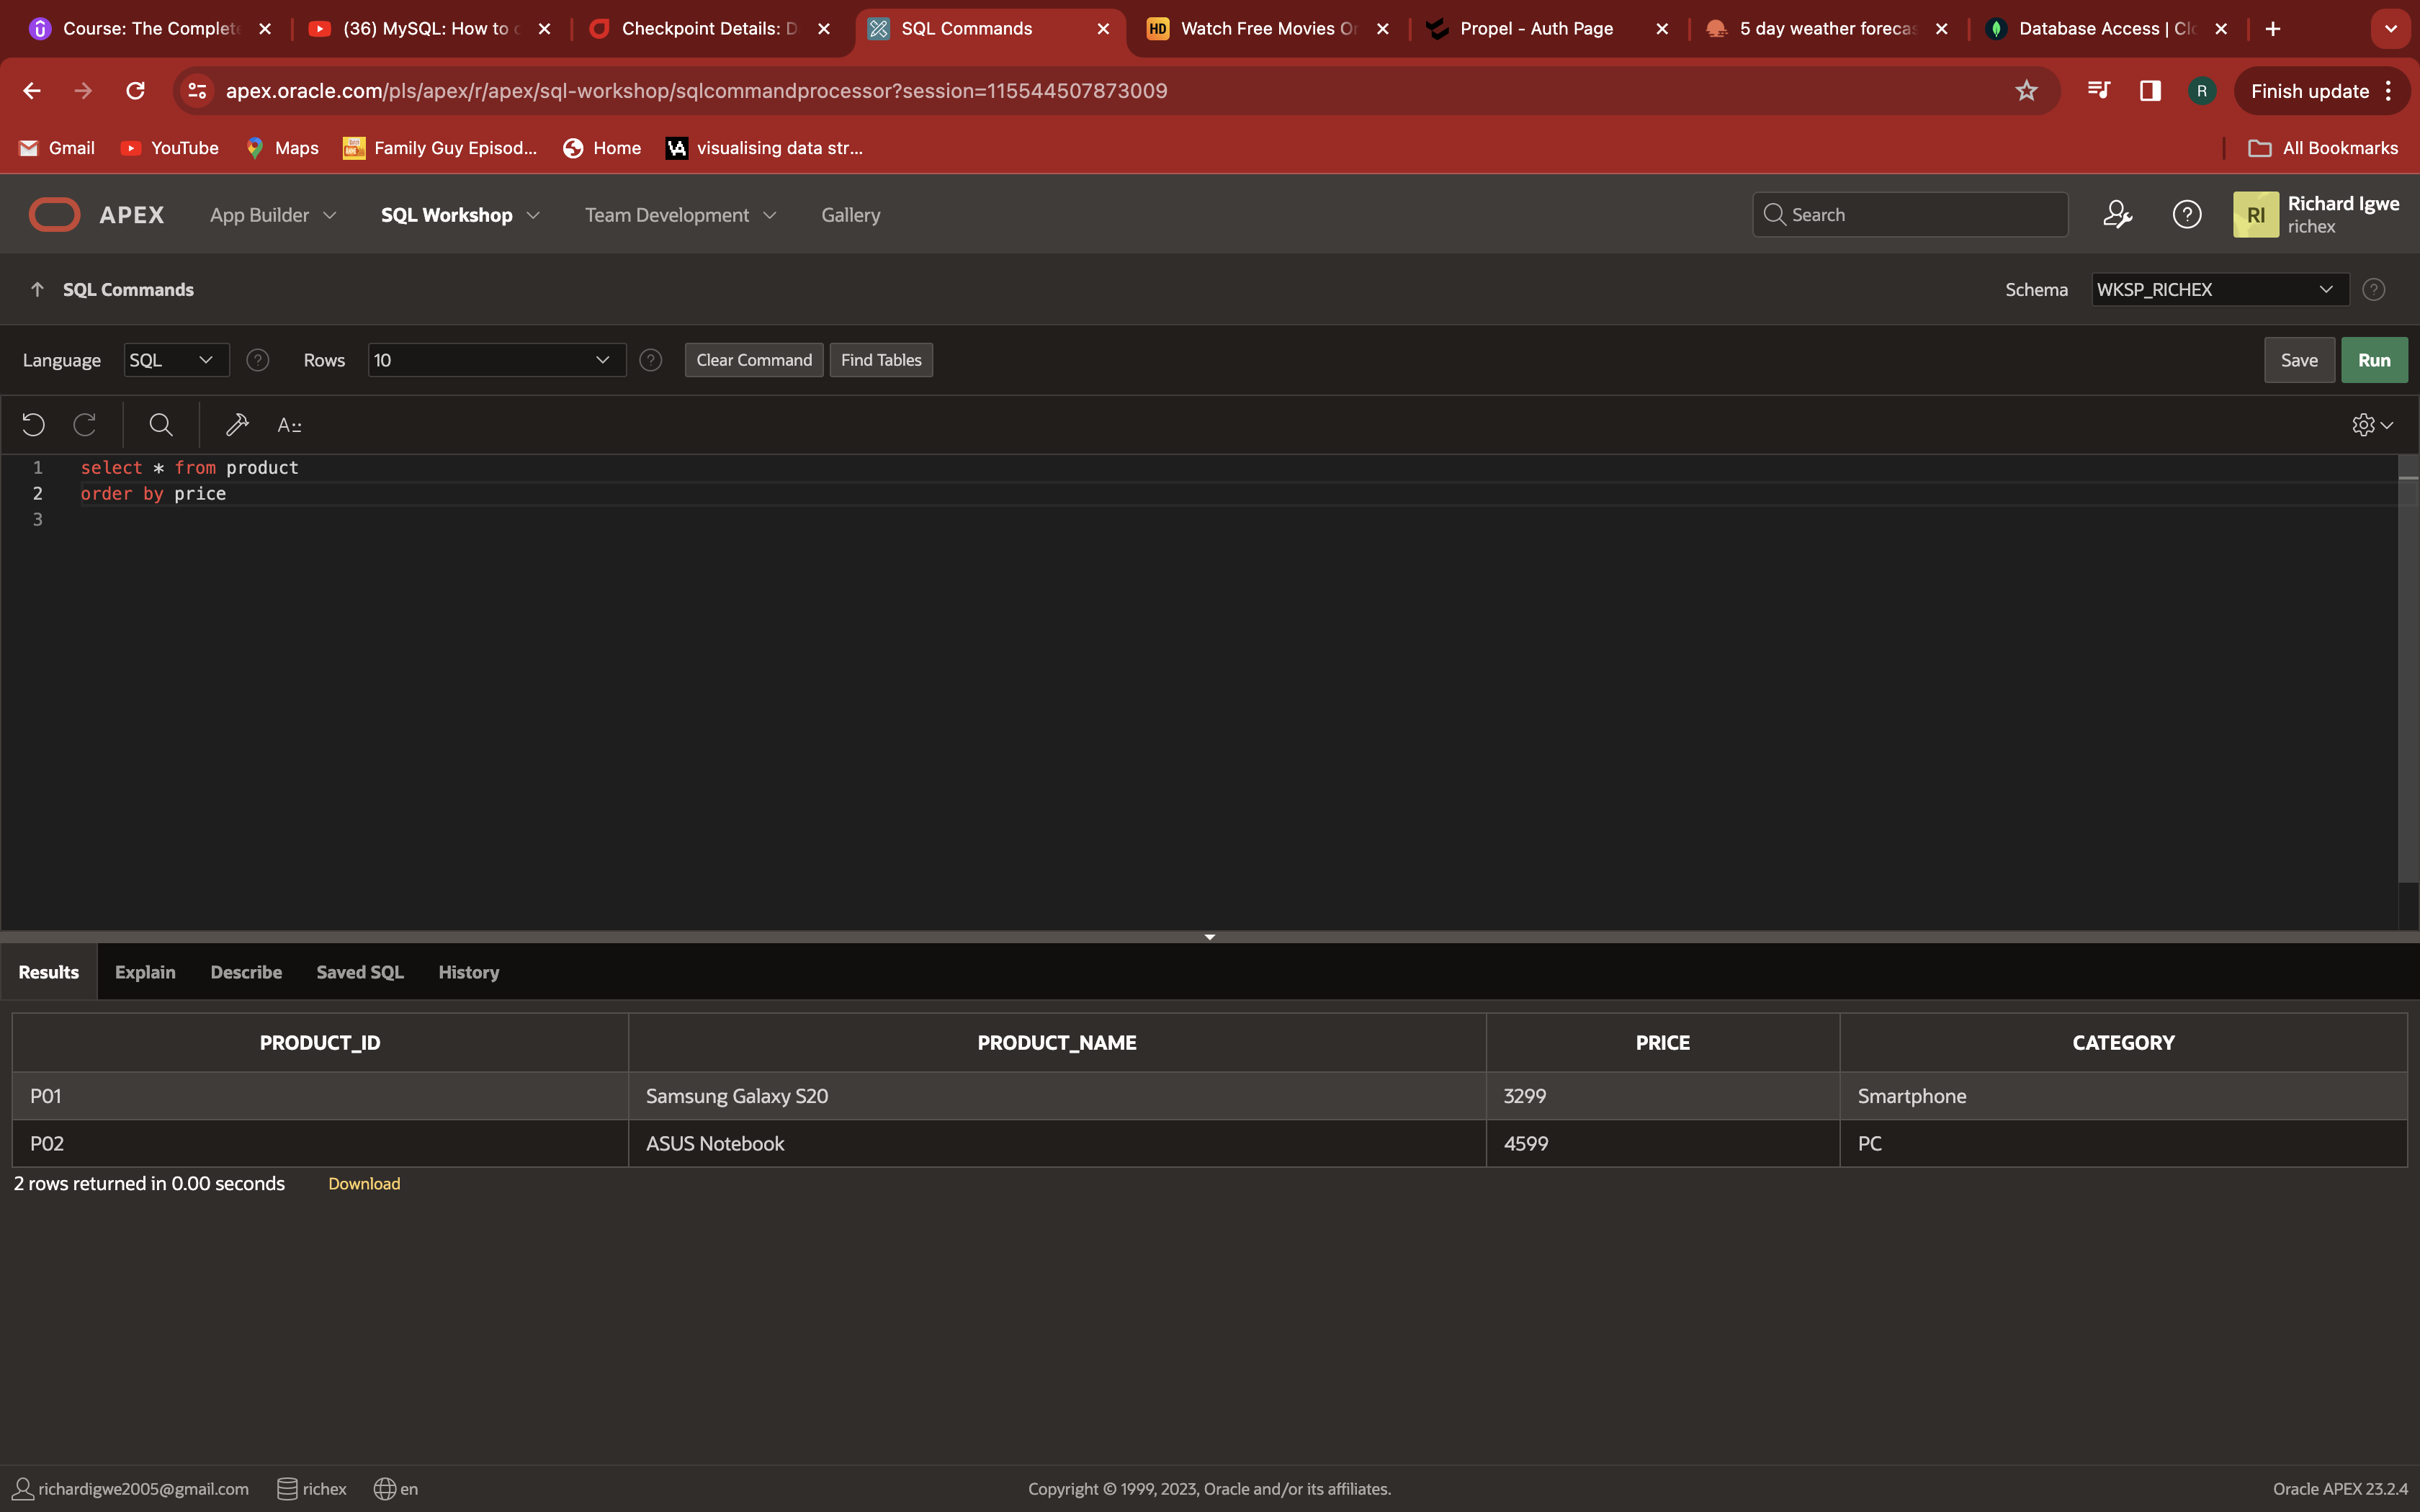 Course: The Complete
(36) MySQL: How to c
Checkpoint Details: D
SQL Commands
HD Watch Free Movies On
Propel - Auth Page
5 day weather forecas
Database Access | Clo
apex.oracle.com/pls/apex/r/apex/sql-workshop/sqlcommandprocessor?session=115544507873009
R
Finish update
Gmail
YouTube
Maps
Family Guy Episod...
Home
visualising data str...
All Bookmarks
APEX
App Builder
SQL Workshop
Team Development
Gallery
Search
RI
Richard Igwe
richex
SQL Commands
Schema
WKSP_RICHEX
Language SQL
Rows 10
Clear Command
Find Tables
Save
Run
1 select * from product
2 order by price
3
Results Explain Describe Saved SQL History
PRODUCT_ID PRODUCT_NAME PRICE CATEGORY
P01 Samsung Galaxy S20 3299 Smartphone
P02 ASUS Notebook 4599 PC
2 rows returned in 0.00 seconds Download
richardigwe2005@gmail.com richex en
Copyright © 1999, 2023, Oracle and/or its affiliates.
Oracle APEX 23.2.4